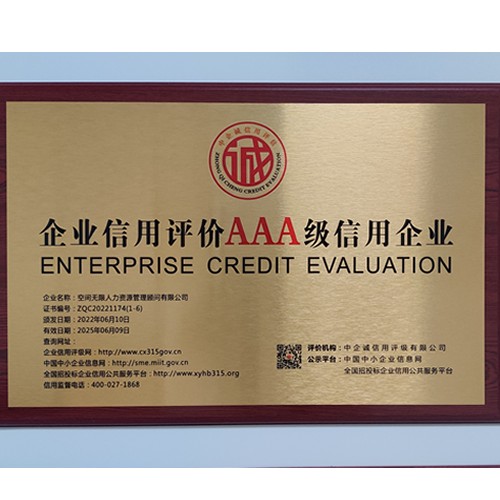 中企诚信用评级
诚
ZHONG QI CHENG CREDIT EVALUATION
企业信用评价AAA级信用企业
ENTERPRISE CREDIT EVALUATION
企业名称：空间无限人力资源管理顾问有限公司
证书编号：ZQC20221174(1-6)
颁发日期：2022年06月10日
有效日期：2025年06月09日
查询网址：
企业信用评级网：http://www.cx315gov.cn
中国中小企业信息网：http://sme.miit.gov.cn
全国招投标企业信用公共服务平台：http://www.xyhb315.org
信用监督电话：400-027-1868
评价机构：中企诚信用评级有限公司
公示平台：中国中小企业信息网
全国招投标企业信用公共服务平台